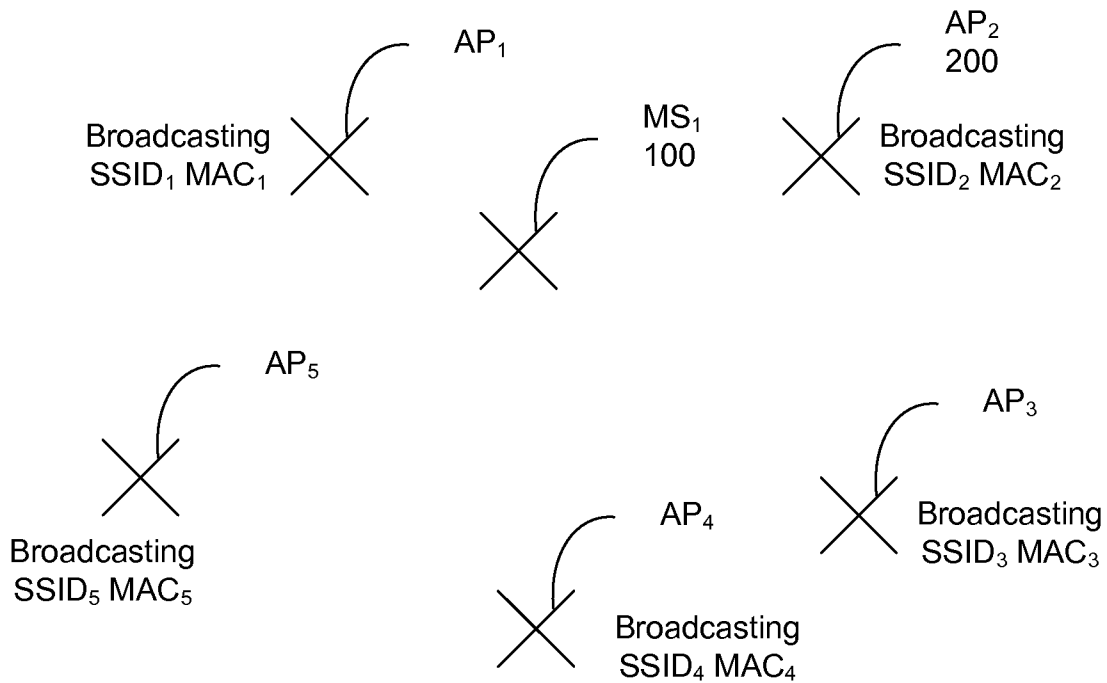 AP₁
AP₂
200
MS₁
100
Broadcasting
SSID₁ MAC₁
Broadcasting
SSID₂ MAC₂
AP₅
AP₃
Broadcasting
SSID₅ MAC₅
AP₄
Broadcasting
SSID₃ MAC₃
Broadcasting
SSID₄ MAC₄